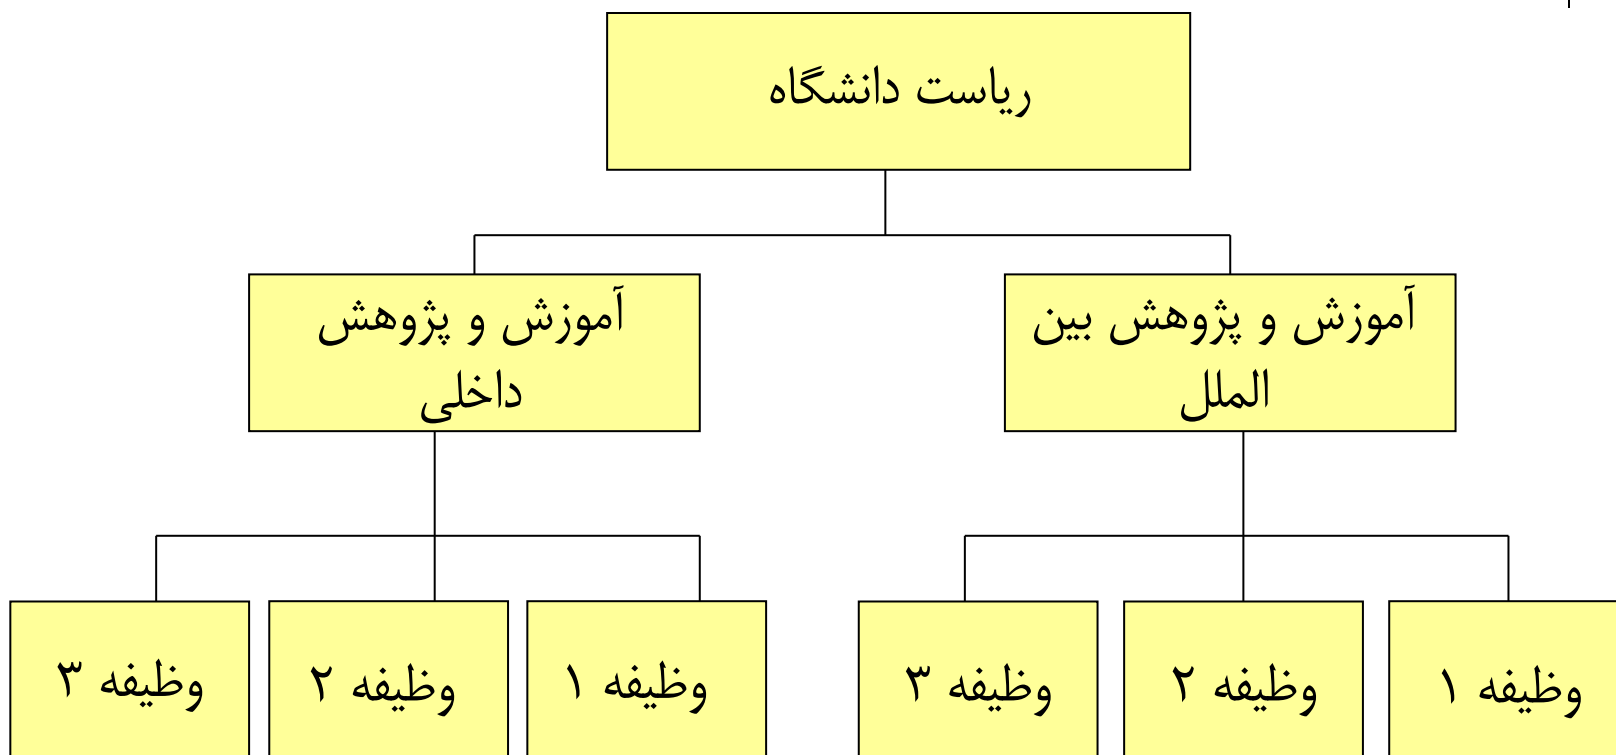 ریاست دانشگاه
آموزش و پژوهش بین
الملل
آموزش و پژوهش
داخلی
وظیفه ۱
وظیفه ۲
وظیفه ۳
وظیفه ۱
وظیفه ۲
وظیفه ۳